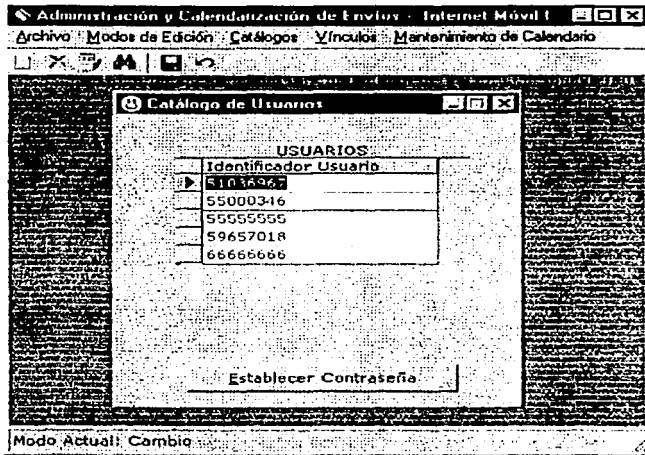 Administración y Calendarización de Envíos - Internet Móvil
Archivo Modos de Edición Catálogos Vínculos Mantenimiento de Calendario
Catálogo de Usuarios
USUARIOS
Identificador Usuario
51036967
55000346
55555555
59657018
66666666
Establecer Contraseña
Modo Actual: Cambio